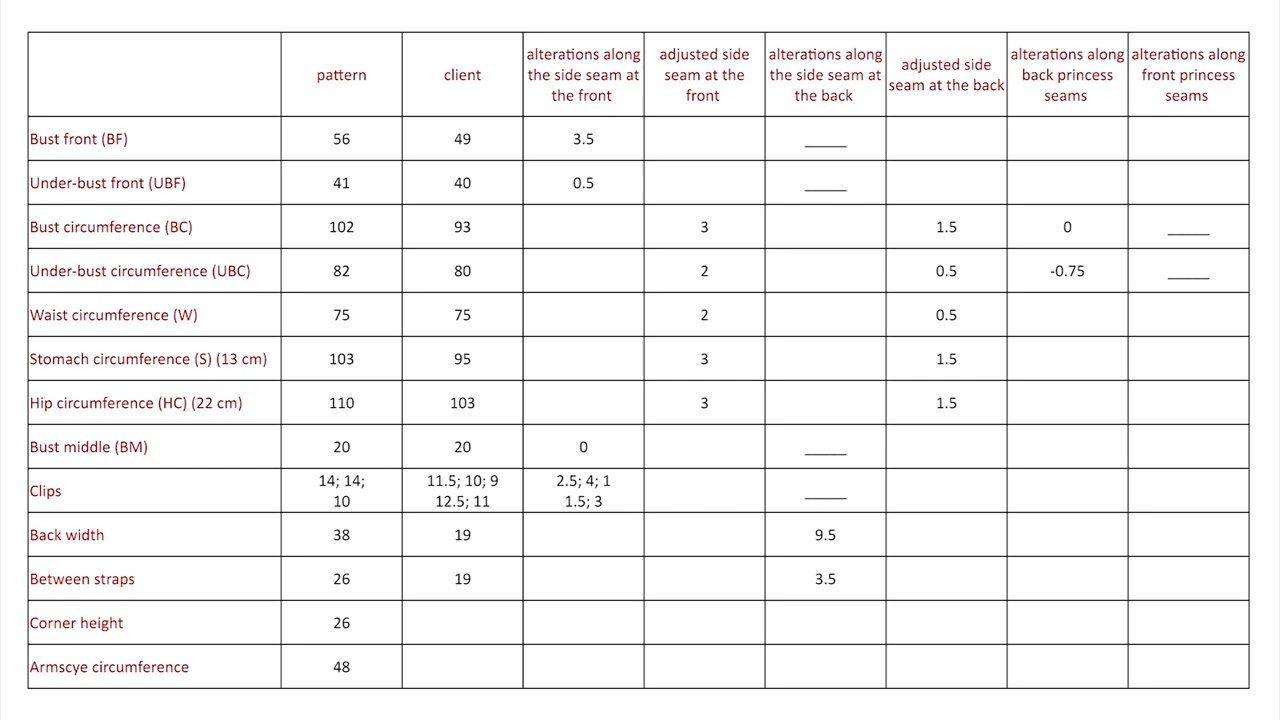 pattern client alterations along the side seam at the front adjusted side seam at the front alterations along the side seam at the back adjusted side seam at the back alterations along back princess seams alterations along front princess seams
Bust front (BF) 56 49 3.5 _____
Under-bust front (UBF) 41 40 0.5 _____
Bust circumference (BC) 102 93 3 1.5 0 _____
Under-bust circumference (UBC) 82 80 2 0.5 -0.75 _____
Waist circumference (W) 75 75 2 0.5
Stomach circumference (S) (13 cm) 103 95 3 1.5
Hip circumference (HC) (22 cm) 110 103 3 1.5
Bust middle (BM) 20 20 0 _____
Clips 14; 14; 10 11.5; 10; 9 12.5; 11 2.5; 4; 1 1.5; 3 _____
Back width 38 19 9.5
Between straps 26 19 3.5
Corner height 26
Armscye circumference 48